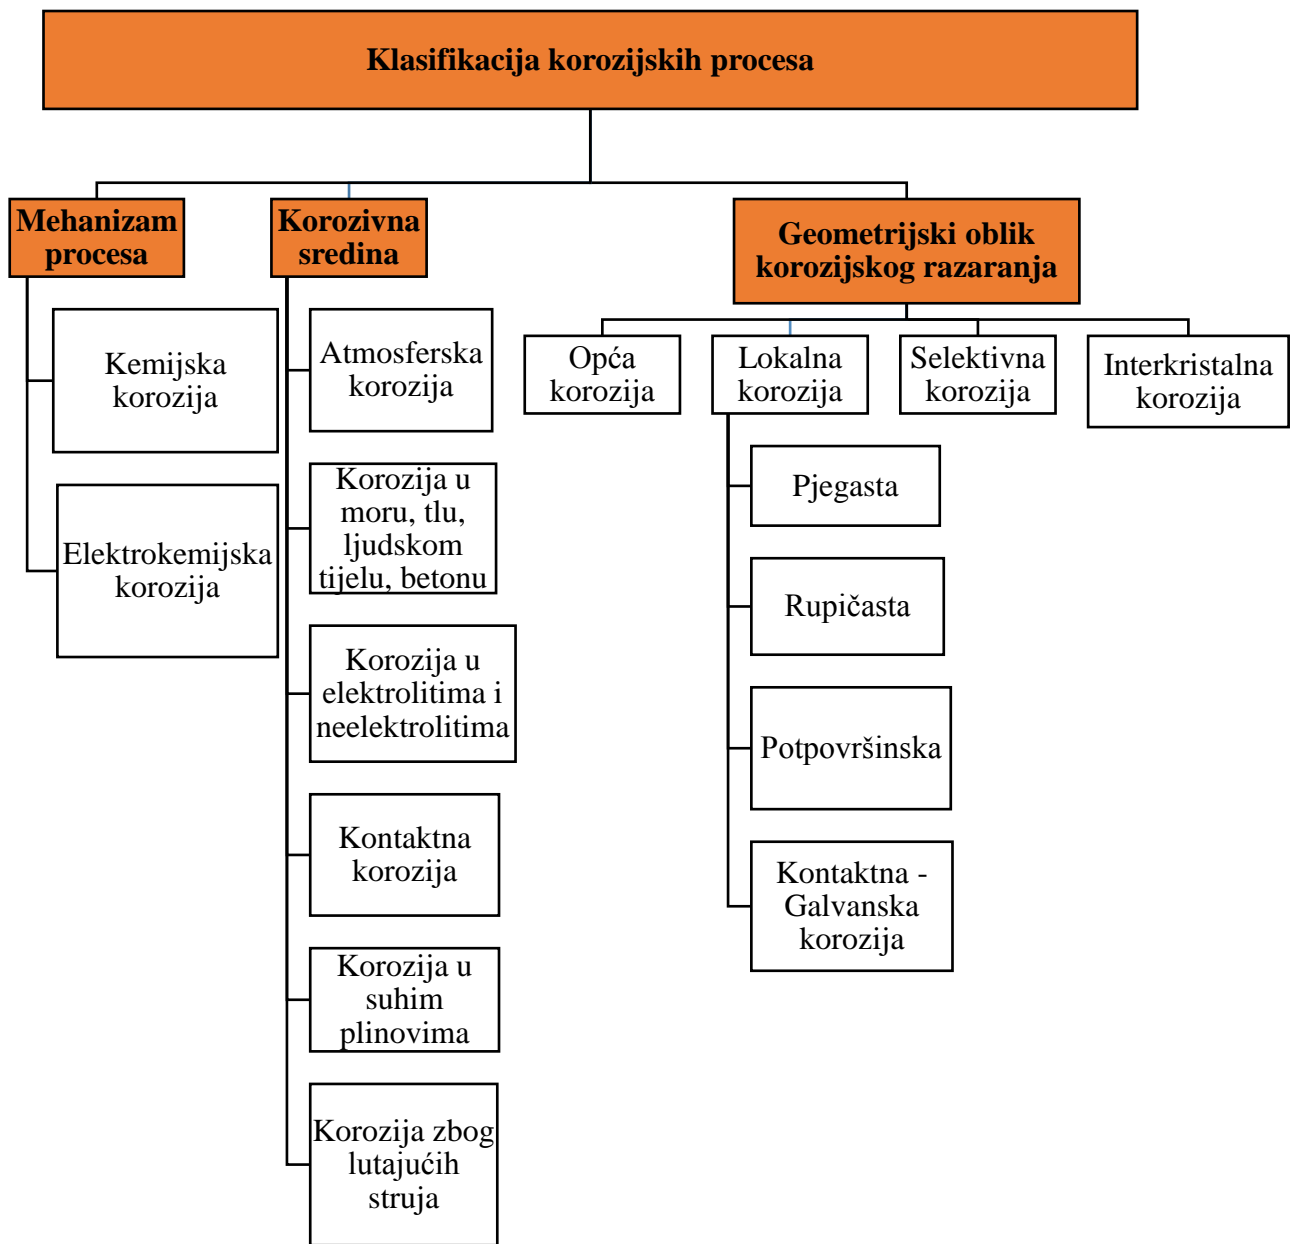 Klasifikacija korozijskih procesa
Mehanizam
procesa
Kemijska
korozija
Elektrokemijska
korozija
Korozivna
sredina
Atmosferska
korozija
Korozija u
moru, tlu,
ljudskom
tijelu, betonu
Korozija u
elektrolitima i
neelektrolitima
Kontaktna
korozija
Korozija u
suhim
plinovima
Korozija zbog
lutajućih
struja
Geometrijski oblik
korozijskog razaranja
Opća
korozija
Lokalna
korozija
Pjegasta
Rupičasta
Potpovršinska
Kontaktna -
Galvanska
korozija
Selektivna
korozija
Interkristalna
korozija